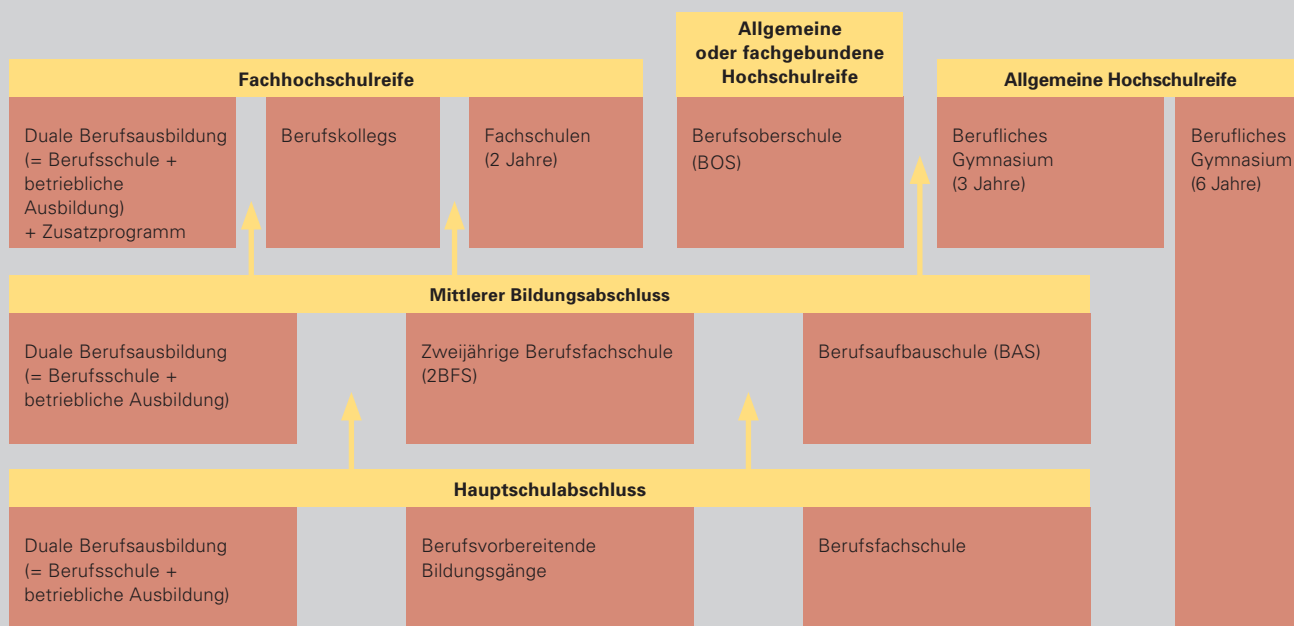 Allgemeine
oder fachgebundene
Hochschulreife
Fachhochschulreife
Allgemeine Hochschulreife
Duale Berufsausbildung
(= Berufsschule +
betriebliche
Ausbildung)
+ Zusatzprogramm
Berufskollegs
Fachschulen
(2 Jahre)
Berufsoberschule
(BOS)
Berufliches
Gymnasium
(3 Jahre)
Berufliches
Gymnasium
(6 Jahre)
Mittlerer Bildungsabschluss
Duale Berufsausbildung
(= Berufsschule +
betriebliche Ausbildung)
Zweijährige Berufsfachschule
(2BFS)
Berufsaufbauschule (BAS)
Hauptschulabschluss
Duale Berufsausbildung
(= Berufsschule +
betriebliche Ausbildung)
Berufsvorbereitende
Bildungsgänge
Berufsfachschule